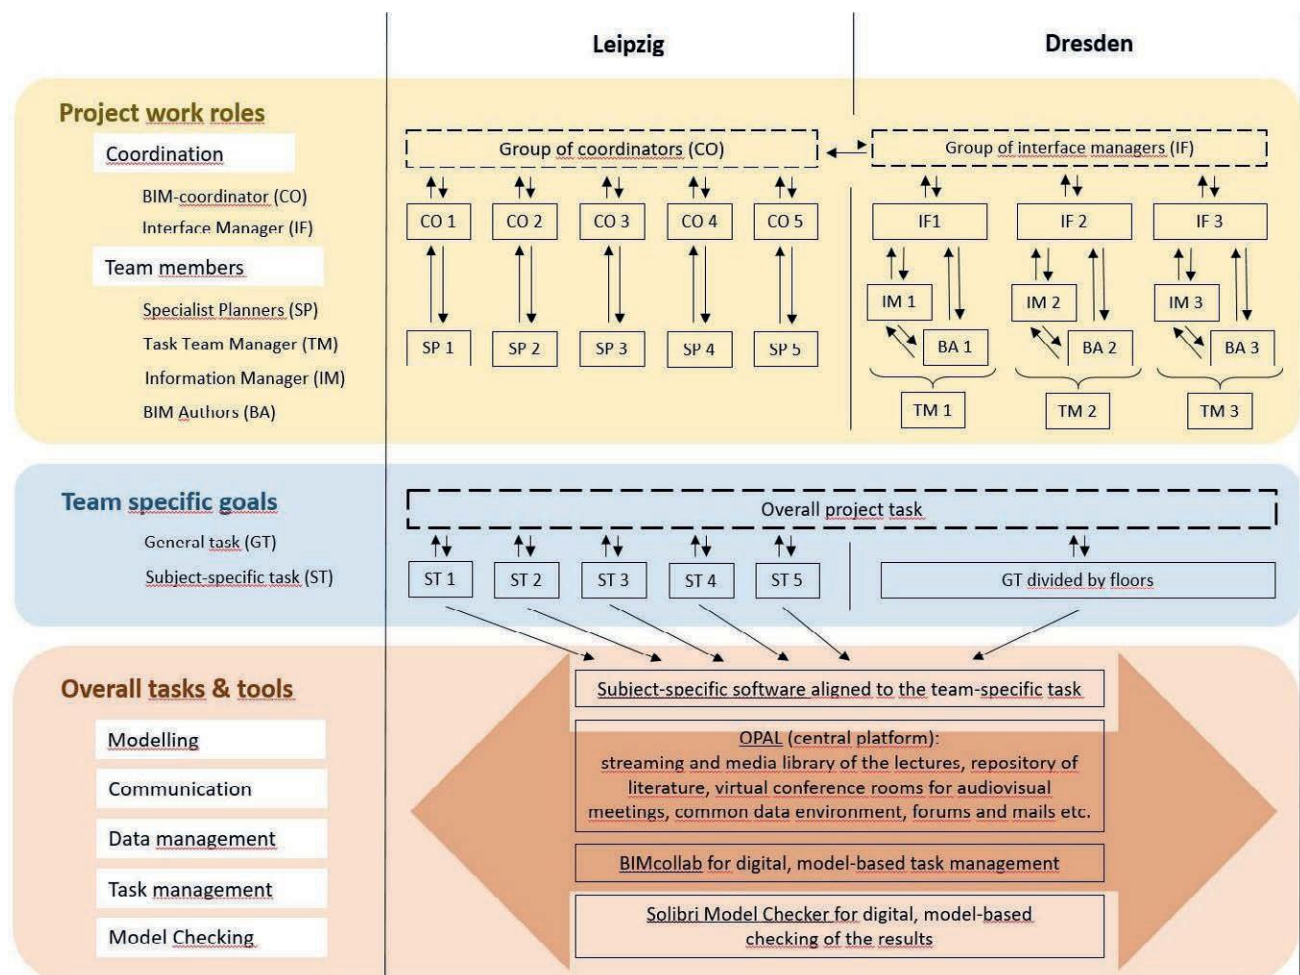 Leipzig
Dresden
Project work roles
Coordination
BIM-coordinator (CO)
Interface Manager (IF)
Team members
Specialist Planners (SP)
Task Team Manager (TM)
Information Manager (IM)
BIM Authors (BA)
Group of coordinators (CO)
Group of interface managers (IF)
CO 1
CO 2
CO 3
CO 4
CO 5
IF1
IF 2
IF 3
IM 1
IM 2
IM 3
SP 1
SP 2
SP 3
SP 4
SP 5
BA 1
BA 2
BA 3
TM 1
TM 2
TM 3
Team specific goals
General task (GT)
Subject-specific task (ST)
Overall project task
ST 1
ST 2
ST 3
ST 4
ST 5
GT divided by floors
Overall tasks & tools
Modelling
Communication
Data management
Task management
Model Checking
Subject-specific software aligned to the team-specific task
OPAL (central platform):
streaming and media library of the lectures, repository of
literature, virtual conference rooms for audiovisual
meetings, common data environment, forums and mails etc.
BIMcollab for digital, model-based task management
Solibri Model Checker for digital, model-based
checking of the results